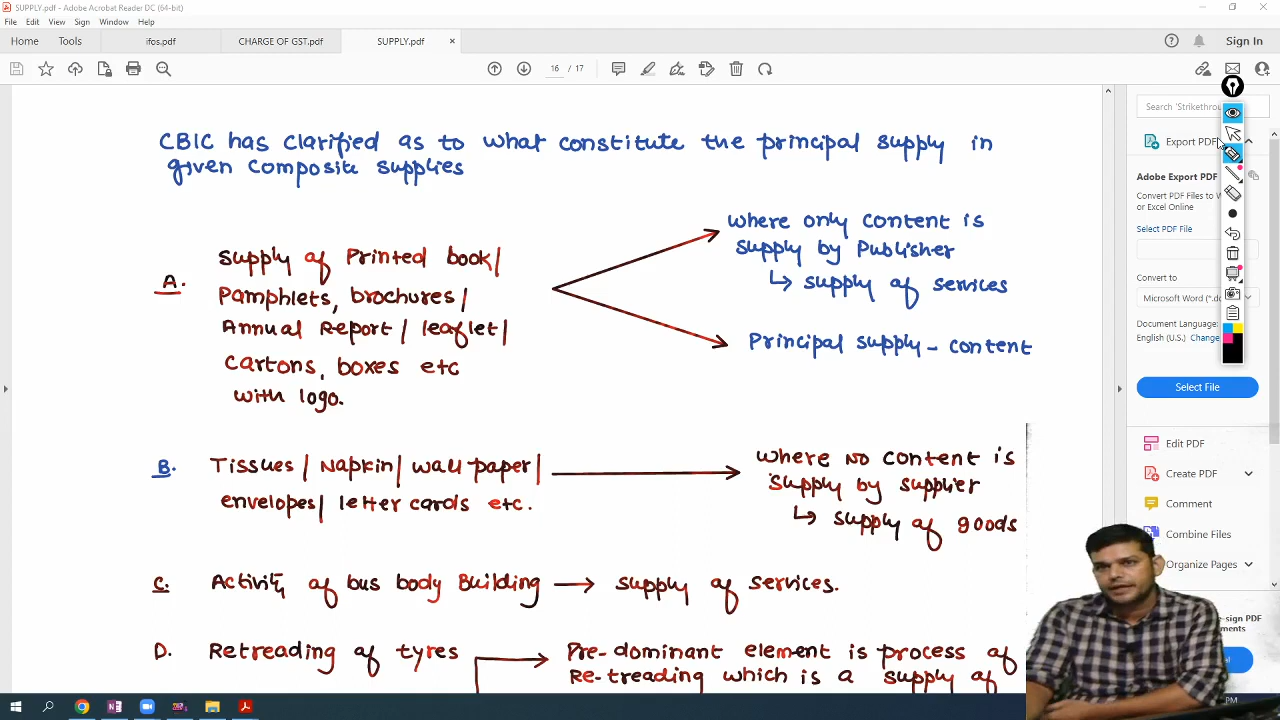 SUPPLY.pdf - Adobe Acrobat Reader DC (64-bit)
File Edit View Sign Window Help
Home Tools ifos.pdf CHARGE OF GST.pdf SUPPLY.pdf × Sign In
16 / 17
CBIC has clarified as to what constitute the principal supply in
given composite supplies
A. Supply of Printed book/
Pamphlets, brochures/
Annual Report/ leaflet/
Cartons, boxes etc
with logo.
where only content is
supply by Publisher
↳ supply of services
Principal supply - content
B. Tissues/ Napkin/ wall paper/
envelopes/ letter cards etc.
where no content is
supply by supplier
↳ supply of goods
C. Activity of bus body Building → supply of services.
D. Retreading of tyres
Pre-dominant element is process of
Re-treading which is a supply of
Search 'Strikethrou
Export PDF
Adobe Export PDF
Convert PDF Files to W
or Excel Online
Select PDF File
Convert to
Microsoft Word (*.d
Document Language:
English (U.S.) Change
Select File
Edit PDF
Create PDF
Comment
Combine Files
Organize Pages
PM